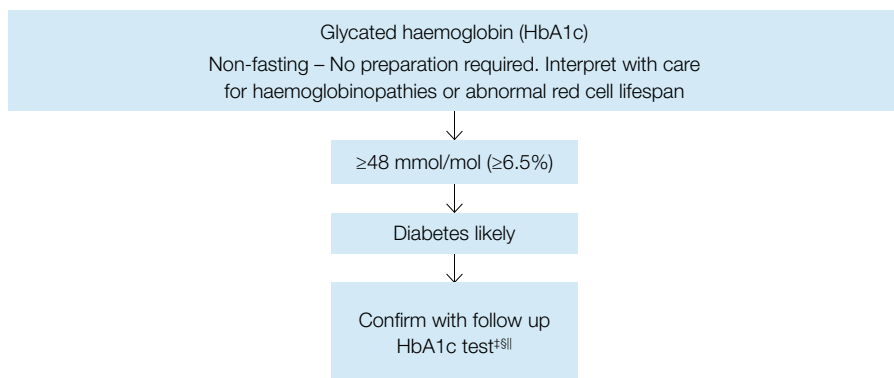 Glycated haemoglobin (HbA1c)
Non-fasting – No preparation required. Interpret with care
for haemoglobinopathies or abnormal red cell lifespan
≥48 mmol/mol (≥6.5%)
Diabetes likely
Confirm with follow up
HbA1c test‡§||